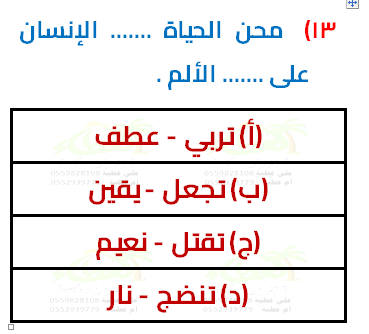 ١٣) محن الحياة ....... الإنسان
على ....... الألم .
(أ) تربي - عطف
(ب) تجعل - يقين
(ج) تقتل - نعيم
(د) تنضج - نار